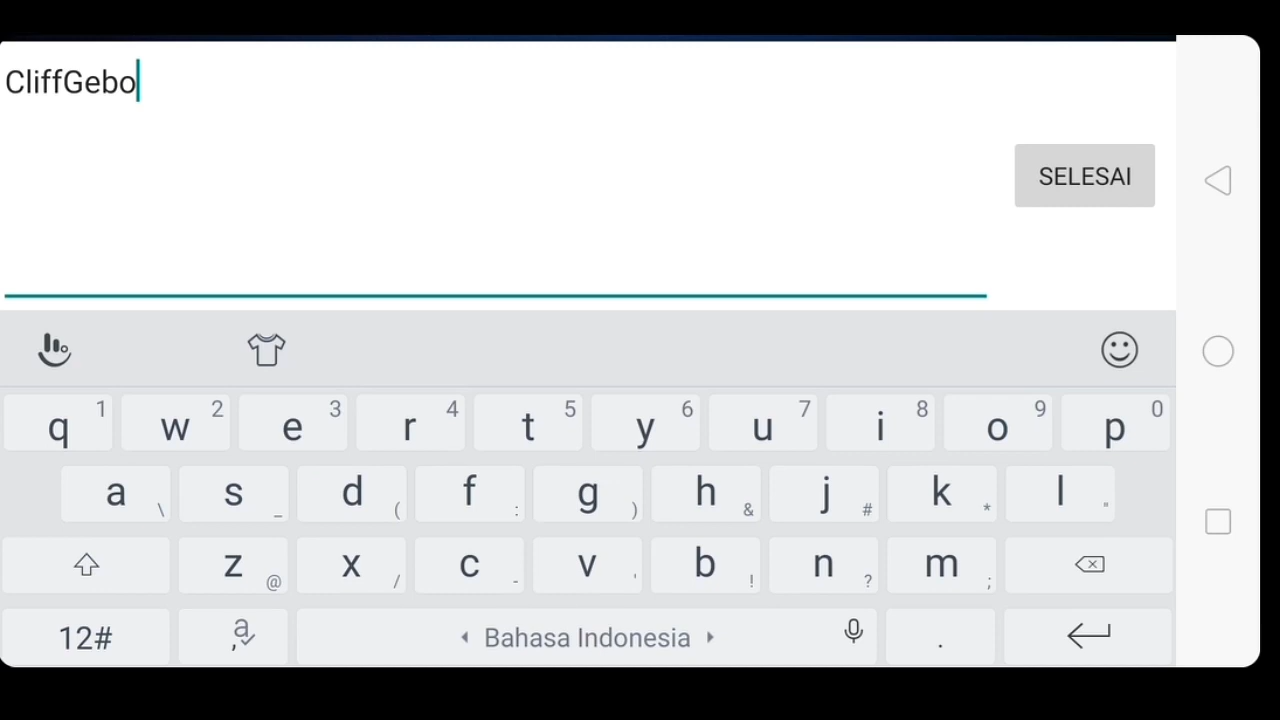 CliffGebo
SELESAI
q 1 w 2 e 3 r 4 t 5 y 6 u 7 i 8 o 9 p 0
a \ s _ d ( f : g ) h & j # k * l "
z @ x / c - v ' b ! n ? m ;
12# a , Bahasa Indonesia .